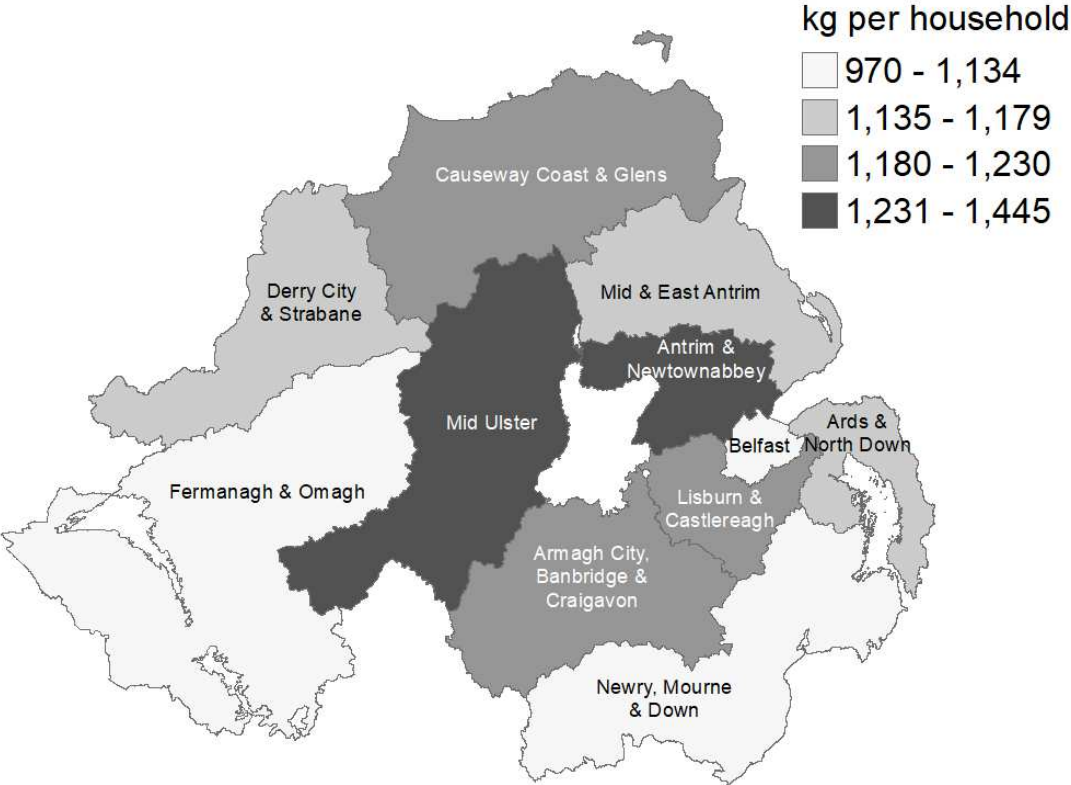 kg per household
970 - 1,134
1,135 - 1,179
1,180 - 1,230
1,231 - 1,445
Causeway Coast & Glens
Derry City
& Strabane
Mid & East Antrim
Antrim &
Newtownabbey
Mid Ulster
Belfast
Ards &
North Down
Fermanagh & Omagh
Lisburn &
Castlereagh
Armagh City,
Banbridge &
Craigavon
Newry, Mourne
& Down